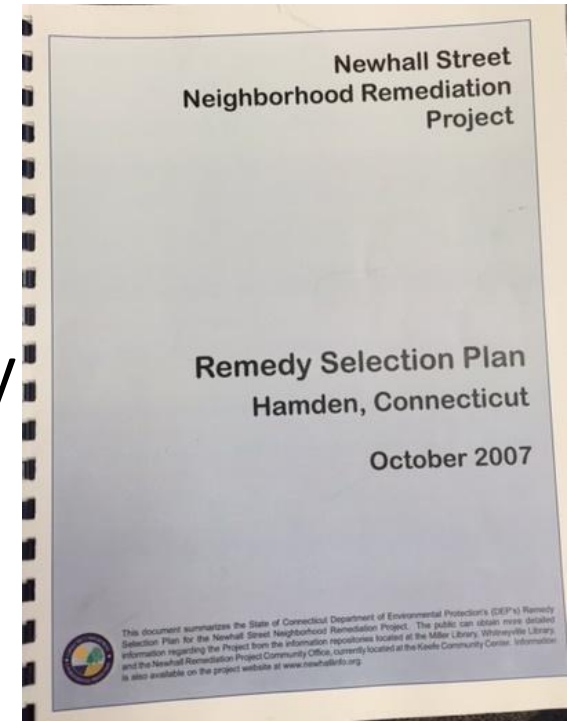 Newhall Street
Neighborhood Remediation
Project
y
Remedy Selection Plan
Hamden, Connecticut
October 2007
This document summarizes the State of Connecticut Department of Environmental Protection's (DEP's) Remedy
Selection Plan for the Newhall Street Neighborhood Remediation Project. The public can obtain more detailed
information regarding the Project from the information repositories located at the Miller Library, Whitneyville Library,
and the Newhall Remediation Project Community Office, currently located at the Keefe Community Center. Information
is also available on the project website at www.newhallinfo.org.